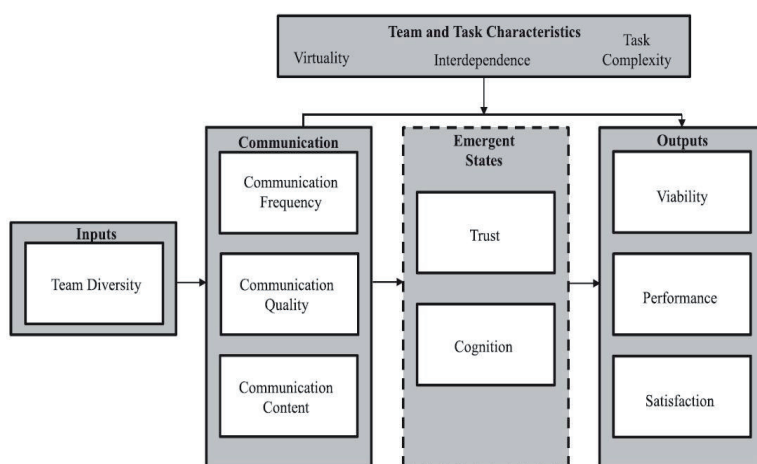 Team and Task Characteristics
Virtuality
Interdependence
Task
Complexity
Communication
Communication
Frequency
Communication
Quality
Communication
Content
Inputs
Team Diversity
Emergent
States
Trust
Cognition
Outputs
Viability
Performance
Satisfaction